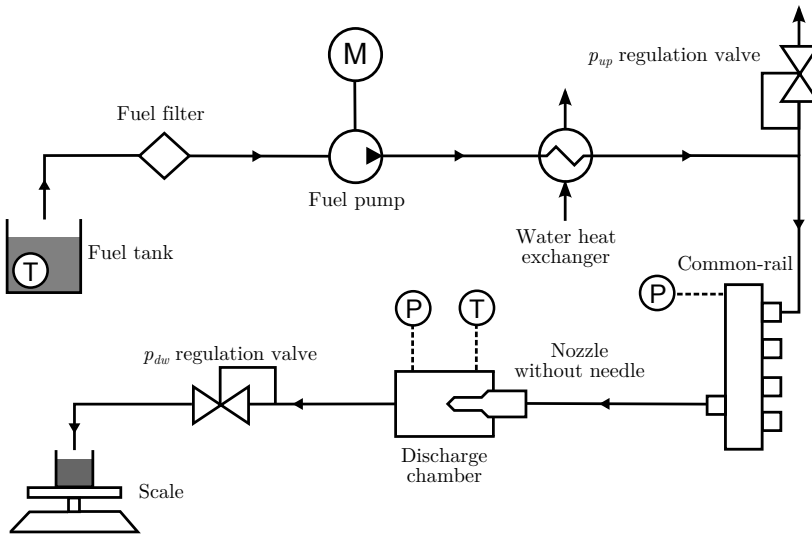 M
p_up regulation valve
Fuel filter
Fuel pump
Water heat
exchanger
T
Fuel tank
Common-rail
P
P
T
p_dw regulation valve
Nozzle
without needle
Discharge
chamber
Scale